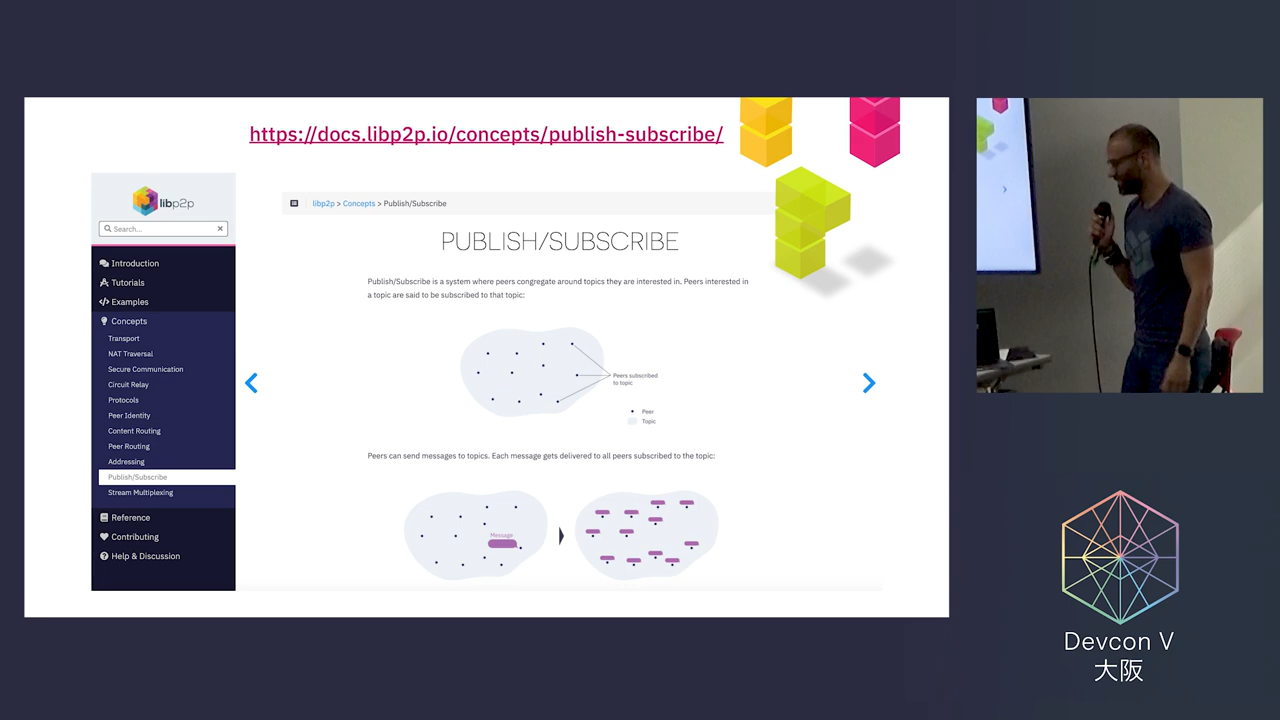 https://docs.libp2p.io/concepts/publish-subscribe/
libp2p
Search...
Introduction
Tutorials
Examples
Concepts
Transport
NAT Traversal
Secure Communication
Circuit Relay
Protocols
Peer Identity
Content Routing
Peer Routing
Addressing
Publish/Subscribe
Stream Multiplexing
Reference
Contributing
Help & Discussion
libp2p > Concepts > Publish/Subscribe
PUBLISH/SUBSCRIBE
Publish/Subscribe is a system where peers congregate around topics they are interested in. Peers interested in
a topic are said to be subscribed to that topic:
Peers subscribed
to topic
Peer
Topic
Peers can send messages to topics. Each message gets delivered to all peers subscribed to the topic:
Message
Devcon V
大阪